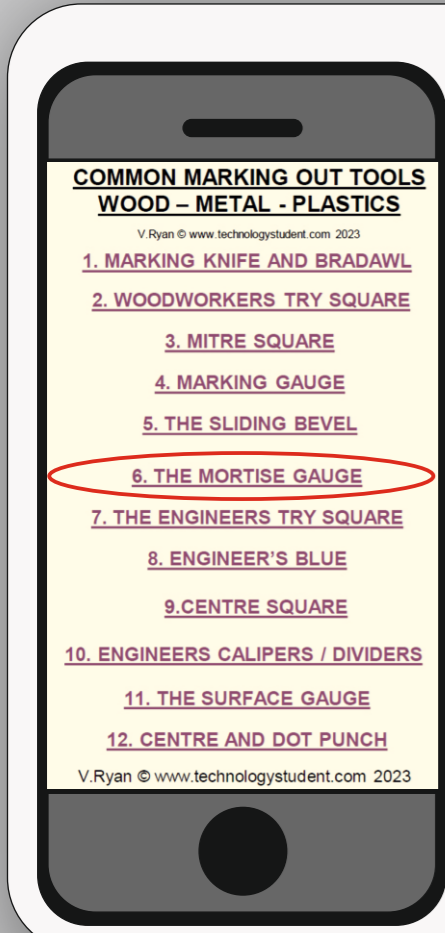 COMMON MARKING OUT TOOLS
WOOD – METAL - PLASTICS
V.Ryan © www.technologystudent.com 2023
1. MARKING KNIFE AND BRADAWL
2. WOODWORKERS TRY SQUARE
3. MITRE SQUARE
4. MARKING GAUGE
5. THE SLIDING BEVEL
6. THE MORTISE GAUGE
7. THE ENGINEERS TRY SQUARE
8. ENGINEER'S BLUE
9.CENTRE SQUARE
10. ENGINEERS CALIPERS / DIVIDERS
11. THE SURFACE GAUGE
12. CENTRE AND DOT PUNCH
V.Ryan © www.technologystudent.com 2023